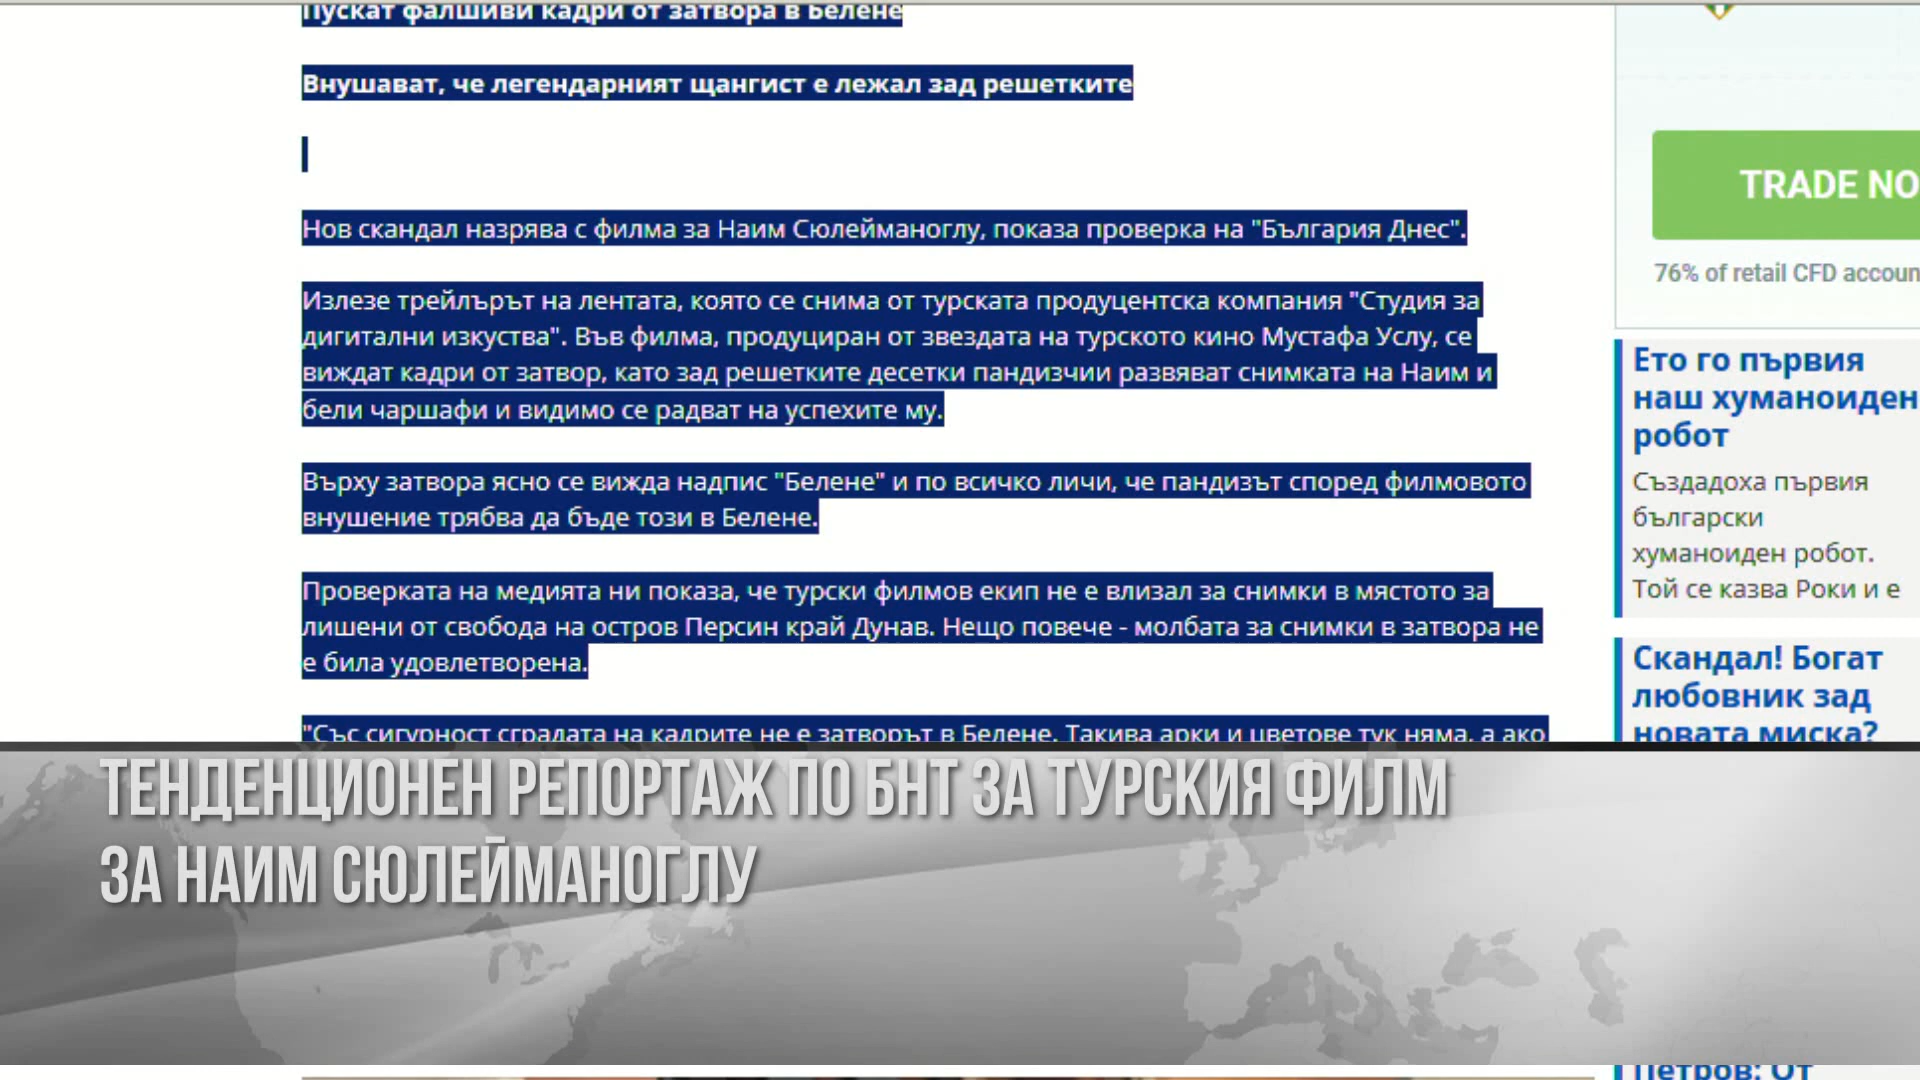 Пускат фалшиви кадри от затвора в Белене
Внушават, че легендарният щангист е лежал зад решетките
Нов скандал назрява с филма за Наим Сюлейманоглу, показа проверка на "България Днес".
Излезе трейлърът на лентата, която се снима от турската продуцентска компания "Студия за
дигитални изкуства". Във филма, продуциран от звездата на турското кино Мустафа Услу, се
виждат кадри от затвор, като зад решетките десетки пандизчии развяват снимката на Наим и
бели чаршафи и видимо се радват на успехите му.
Върху затвора ясно се вижда надпис "Белене" и по всичко личи, че пандизът според филмовото
внушение трябва да бъде този в Белене.
Проверката на медията ни показа, че турски филмов екип не е влизал за снимки в мястото за
лишени от свобода на остров Персин край Дунав. Нещо повече - молбата за снимки в затвора не
е била удовлетворена.
"Със сигурност сградата на кадрите не е затворът в Белене. Такива арки и цветове тук няма, а ако
TRADE NO
76% of retail CFD accoun
Ето го първия
наш хуманоиден
робот
Създадоха първия
български
хуманоиден робот.
Той се казва Роки и е
Скандал! Богат
любовник зад
новата миска?
ТЕНДЕНЦИОНЕН РЕПОРТАЖ ПО БНТ ЗА ТУРСКИЯ ФИЛМ
ЗА НАИМ СЮЛЕЙМАНОГЛУ
Петров: От